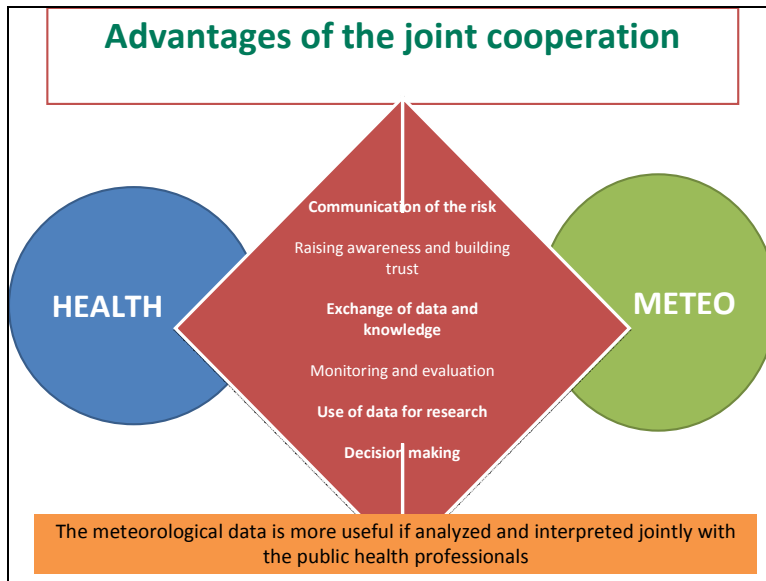 Advantages of the joint cooperation
Communication of the risk
Raising awareness and building
trust
HEALTH
Exchange of data and
knowledge
METEO
Monitoring and evaluation
Use of data for research
Decision making
The meteorological data is more useful if analyzed and interpreted jointly with
the public health professionals